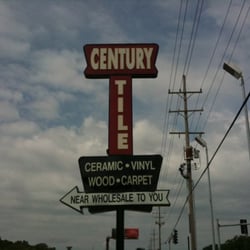 CENTURY
TILE
CERAMIC • VINYL
WOOD • CARPET
NEAR WHOLESALE TO YOU